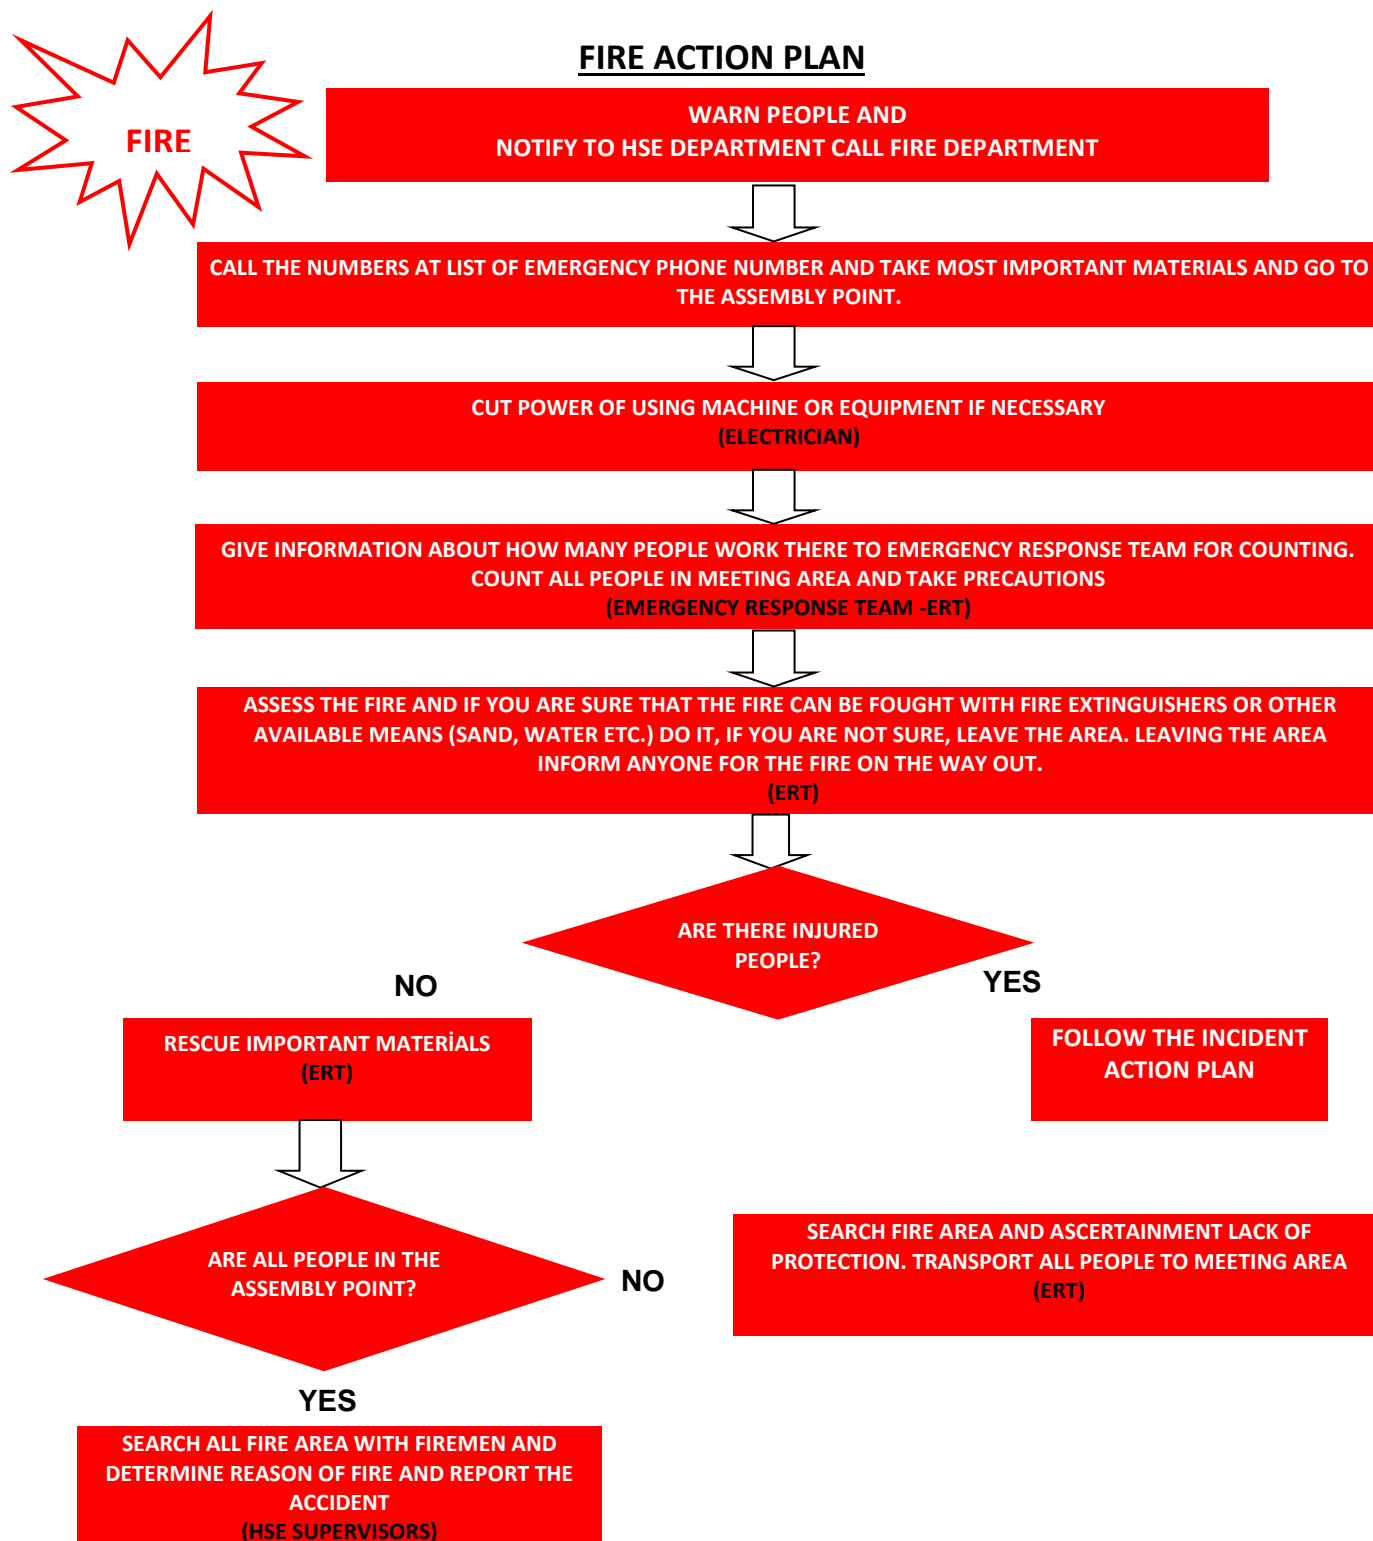 FIRE ACTION PLAN
FIRE
WARN PEOPLE AND
NOTIFY TO HSE DEPARTMENT CALL FIRE DEPARTMENT
CALL THE NUMBERS AT LIST OF EMERGENCY PHONE NUMBER AND TAKE MOST IMPORTANT MATERIALS AND GO TO
THE ASSEMBLY POINT.
CUT POWER OF USING MACHINE OR EQUIPMENT IF NECESSARY
(ELECTRICIAN)
GIVE INFORMATION ABOUT HOW MANY PEOPLE WORK THERE TO EMERGENCY RESPONSE TEAM FOR COUNTING.
COUNT ALL PEOPLE IN MEETING AREA AND TAKE PRECAUTIONS
(EMERGENCY RESPONSE TEAM -ERT)
ASSESS THE FIRE AND IF YOU ARE SURE THAT THE FIRE CAN BE FOUGHT WITH FIRE EXTINGUISHERS OR OTHER
AVAILABLE MEANS (SAND, WATER ETC.) DO IT, IF YOU ARE NOT SURE, LEAVE THE AREA. LEAVING THE AREA
INFORM ANYONE FOR THE FIRE ON THE WAY OUT.
(ERT)
ARE THERE INJURED
PEOPLE?
NO
YES
RESCUE IMPORTANT MATERİALS
(ERT)
FOLLOW THE INCIDENT
ACTION PLAN
ARE ALL PEOPLE IN THE
ASSEMBLY POINT?
NO
SEARCH FIRE AREA AND ASCERTAINMENT LACK OF
PROTECTION. TRANSPORT ALL PEOPLE TO MEETING AREA
(ERT)
YES
SEARCH ALL FIRE AREA WITH FIREMEN AND
DETERMINE REASON OF FIRE AND REPORT THE
ACCIDENT
(HSE SUPERVISORS)